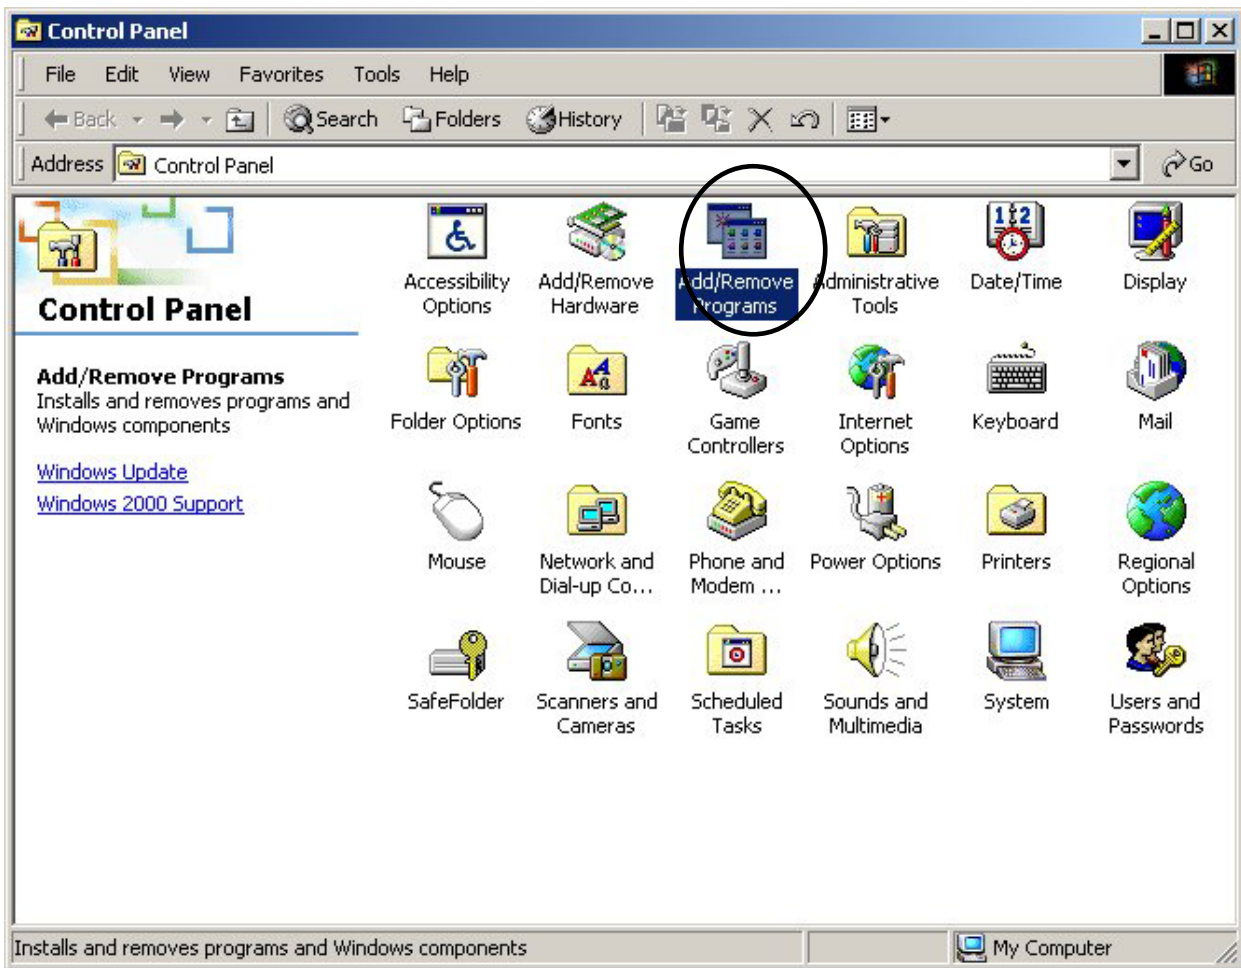 Control Panel
File Edit View Favorites Tools Help
Back Search Folders History
Address Control Panel Go
Control Panel
Add/Remove Programs
Installs and removes programs and
Windows components
Windows Update
Windows 2000 Support
Accessibility
Options
Add/Remove
Hardware
Add/Remove
Programs
Administrative
Tools
Date/Time
Display
Folder Options
Fonts
Game
Controllers
Internet
Options
Keyboard
Mail
Mouse
Network and
Dial-up Co...
Phone and
Modem ...
Power Options
Printers
Regional
Options
SafeFolder
Scanners and
Cameras
Scheduled
Tasks
Sounds and
Multimedia
System
Users and
Passwords
Installs and removes programs and Windows components
My Computer